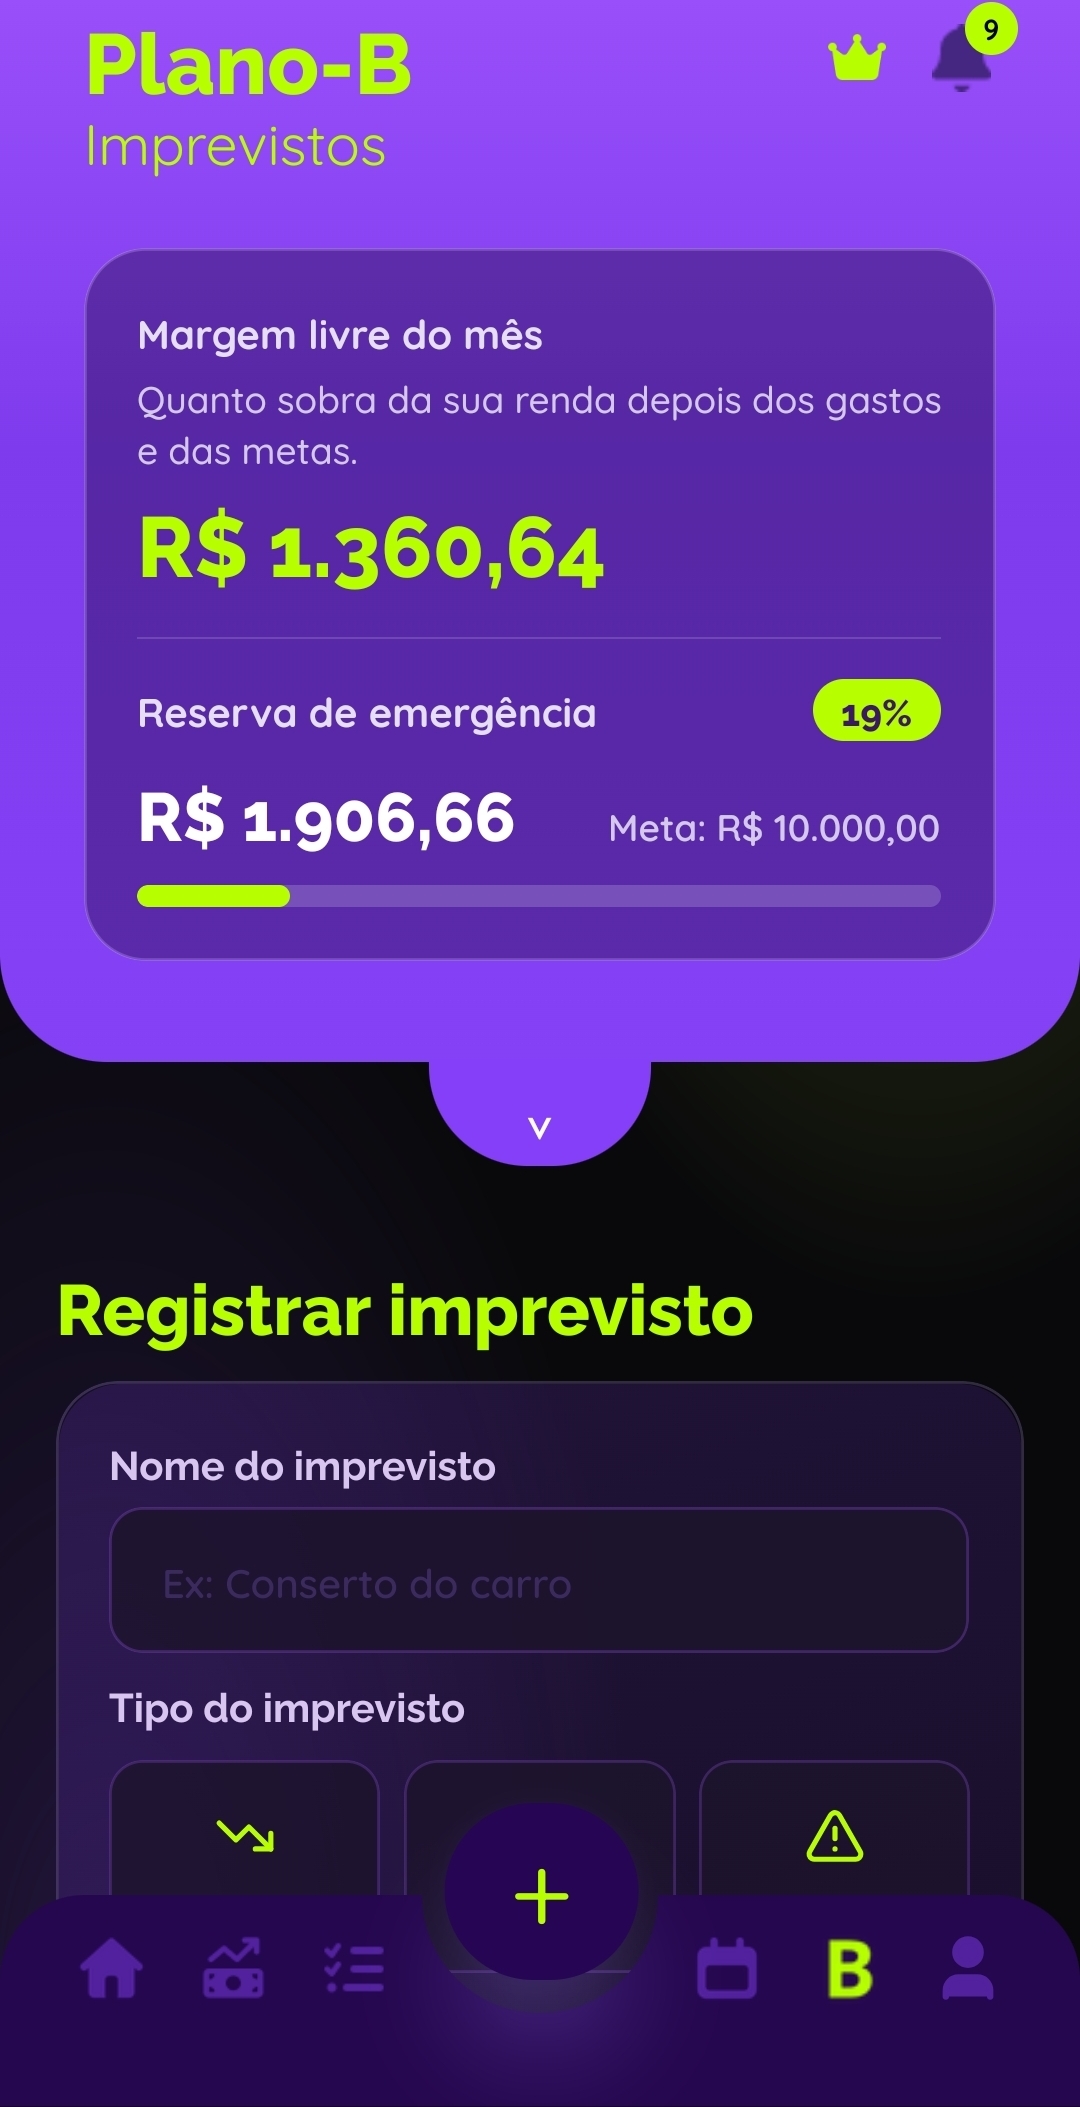 Plano-B
9
Imprevistos
Margem livre do mês
Quanto sobra da sua renda depois dos gastos
e das metas.
R$ 1.360,64
Reserva de emergência
19%
R$ 1.906,66
Meta: R$ 10.000,00
Registrar imprevisto
Nome do imprevisto
Ex: Conserto do carro
Tipo do imprevisto
B